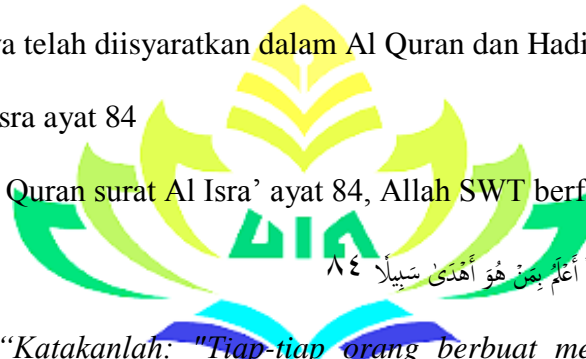 a telah diisyaratkan dalam Al Quran dan Hadi
sra ayat 84
Quran surat Al Isra’ ayat 84, Allah SWT berf
أَعْلَمُ بِمَنْ هُوَ أَهْدَىٰ سَبِيلًا ٨٤
UIN
“Katakanlah: "Tiap-tiap orang berbuat me